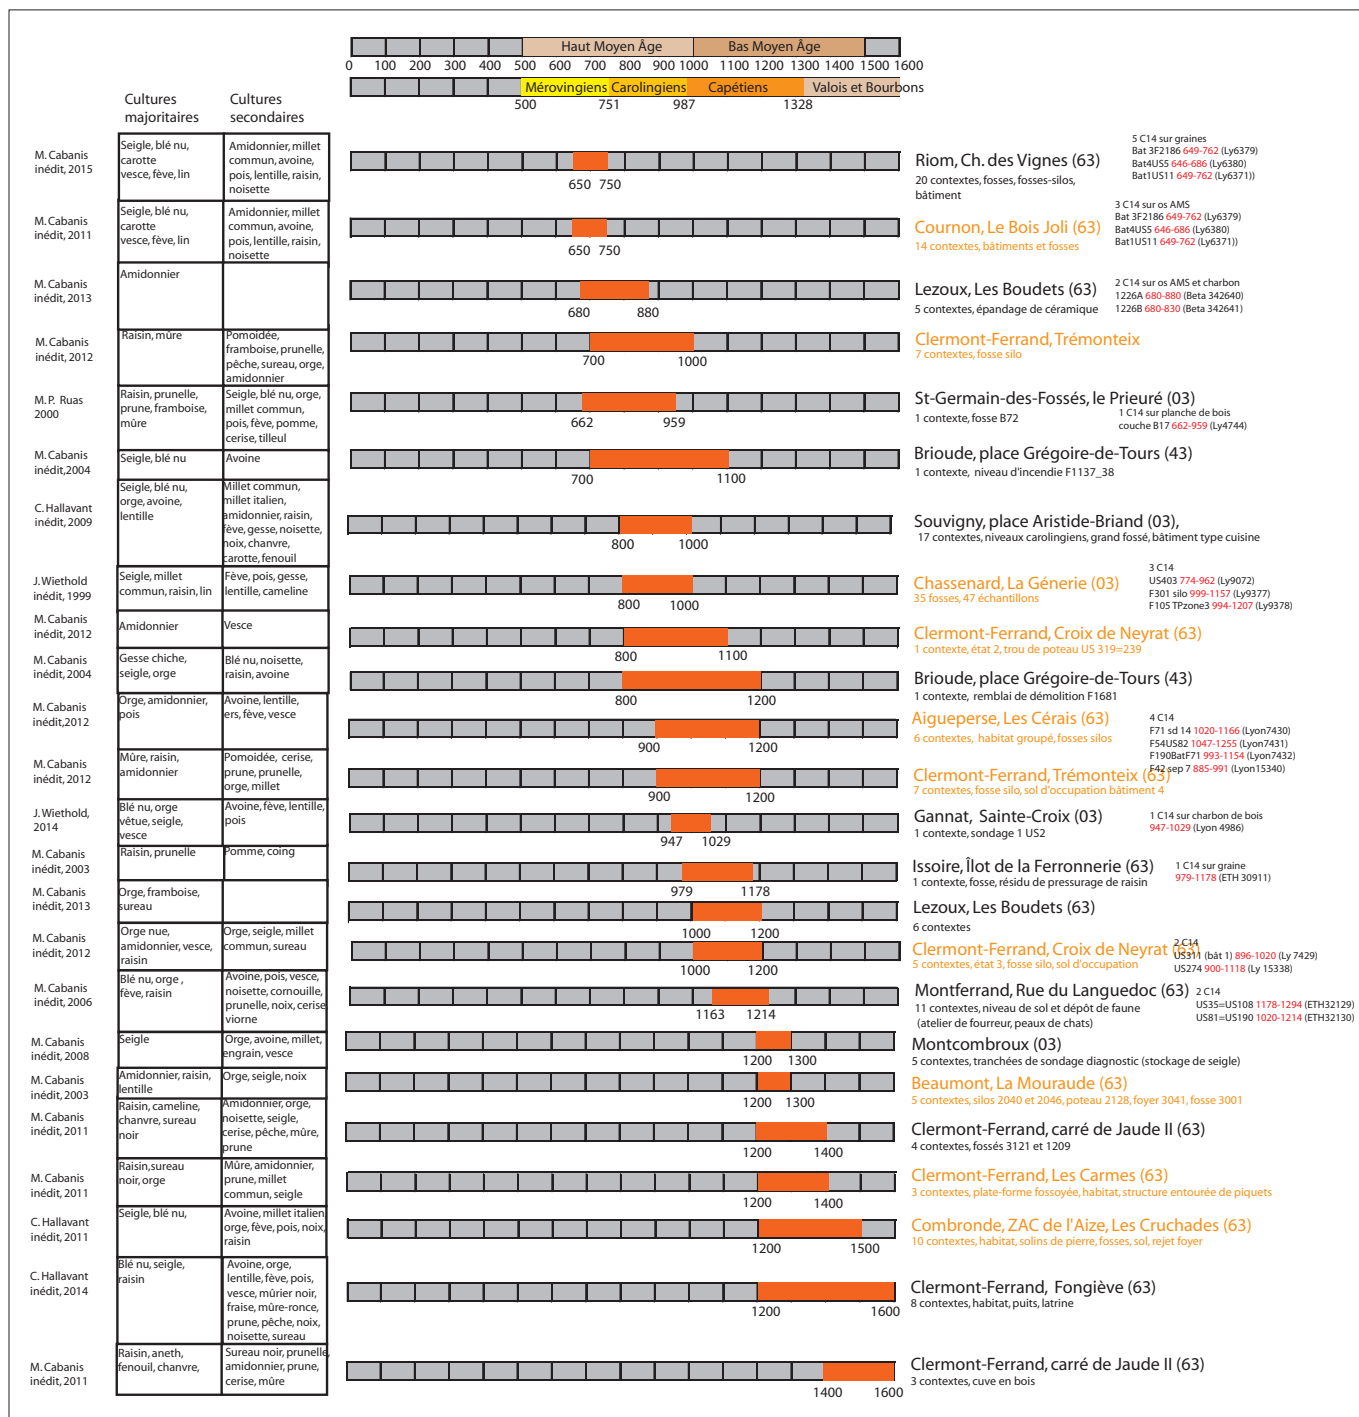 Haut Moyen Âge Bas Moyen Âge
0 100 200 300 400 500 600 700 800 900 1000 1100 1200 1300 1400 1500 1600
Mérovingiens Carolingiens Capétiens Valois et Bourbons
500 751 987 1328
Cultures
majoritaires
Cultures
secondaires
M. Cabanis
inédit, 2015
Seigle, blé nu,
carotte
vesce, fève, lin
Amidonnier, millet
commun, avoine,
pois, lentille, raisin,
noisette
650 750
Riom, Ch. des Vignes (63)
20 contextes, fosses, fosses-silos,
bâtiment
5 C14 sur graines
Bat 3F2186 649-762 (Ly6379)
Bat4US5 646-686 (Ly6380)
Bat1US11 649-762 (Ly6371))
M. Cabanis
inédit, 2011
Seigle, blé nu,
carotte
vesce, fève, lin
Amidonnier, millet
commun, avoine,
pois, lentille, raisin,
noisette
650 750
Cournon, Le Bois Joli (63)
14 contextes, bâtiments et fosses
3 C14 sur os AMS
Bat 3F2186 649-762 (Ly6379)
Bat4US5 646-686 (Ly6380)
Bat1US11 649-762 (Ly6371))
M. Cabanis
inédit, 2013
Amidonnier
680 880
Lezoux, Les Boudets (63)
5 contextes, épandage de céramique
2 C14 sur os AMS et charbon
1226A 680-880 (Beta 342640)
1226B 680-830 (Beta 342641)
M. Cabanis
inédit, 2012
Raisin, mûre
Pomoidée,
framboise, prunelle,
pêche, sureau, orge,
amidonnier
700 1000
Clermont-Ferrand, Trémonteix
7 contextes, fosse silo
M. P. Ruas
2000
Raisin, prunelle,
prune, framboise,
mûre
Seigle, blé nu, orge,
millet commun,
pois, fève, pomme,
cerise, tilleul
662 959
St-Germain-des-Fossés, le Prieuré (03)
1 contexte, fosse B72
1 C14 sur planche de bois
couche B17 662-959 (Ly4744)
M. Cabanis
inédit,2004
Seigle, blé nu
Avoine
700 1100
Brioude, place Grégoire-de-Tours (43)
1 contexte, niveau d'incendie F1137_38
C. Hallavant
inédit, 2009
Seigle, blé nu,
orge, avoine,
lentille
Millet commun,
millet italien,
amidonnier, raisin,
fève, gesse, noisette,
noix, chanvre,
carotte, fenouil
800 1000
Souvigny, place Aristide-Briand (03),
17 contextes, niveaux carolingiens, grand fossé, bâtiment type cuisine
J. Wiethold
inédit, 1999
Seigle, millet
commun, raisin, lin
Fève, pois, gesse,
lentille, cameline
800 1000
Chassenard, La Génerie (03)
35 fosses, 47 échantillons
3 C14
US403 774-962 (Ly9072)
F301 silo 999-1157 (Ly9377)
F105 TPzone3 994-1207 (Ly9378)
M. Cabanis
inédit, 2012
Amidonnier
Vesce
800 1100
Clermont-Ferrand, Croix de Neyrat (63)
1 contexte, état 2, trou de poteau US 319=239
M. Cabanis
inédit, 2004
Gesse chiche,
seigle, orge
Blé nu, noisette,
raisin, avoine
800 1200
Brioude, place Grégoire-de-Tours (43)
1 contexte, remblai de démolition F1681
M. Cabanis
inédit,2012
Orge, amidonnier,
pois
Avoine, lentille,
ers, fève, vesce
900 1200
Aigueperse, Les Cérais (63)
6 contextes, habitat groupé, fosses silos
4 C14
F71 sd 14 1020-1166 (Lyon7430)
F54US82 1047-1255 (Lyon7431)
F190BatF71 993-1154 (Lyon7432)
F42 sep 7 885-991 (Lyon15340)
M. Cabanis
inédit, 2012
Mûre, raisin,
amidonnier
Pomoidée, cerise,
prune, prunelle,
orge, millet
900 1200
Clermont-Ferrand, Trémonteix (63)
7 contextes, fosse silo, sol d'occupation bâtiment 4
J. Wiethold,
2014
Blé nu, orge
vêtue, seigle,
vesce
Avoine, fève, lentille,
pois
947 1029
Gannat, Sainte-Croix (03)
1 contexte, sondage 1 US2
1 C14 sur charbon de bois
947-1029 (Lyon 4986)
M. Cabanis
inédit, 2003
Raisin, prunelle
Pomme, coing
979 1178
Issoire, Îlot de la Ferronnerie (63)
1 contexte, fosse, résidu de pressurage de raisin
1 C14 sur graine
979-1178 (ETH 30911)
M. Cabanis
inédit, 2013
Orge, framboise,
sureau
1000 1200
Lezoux, Les Boudets (63)
6 contextes
M. Cabanis
inédit, 2012
Orge nue,
amidonnier, vesce,
raisin
Orge, seigle, millet
commun, sureau
1000 1200
Clermont-Ferrand, Croix de Neyrat (63)
5 contextes, état 3, fosse silo, sol d'occupation
2 C14
US311 (bât 1) 896-1020 (Ly 7429)
US274 900-1118 (Ly 15338)
M. Cabanis
inédit, 2006
Blé nu, orge ,
fève, raisin
Avoine, pois, vesce,
noisette, cornouille,
prunelle, noix, cerise,
viorne
1163 1214
Montferrand, Rue du Languedoc (63)
11 contextes, niveau de sol et dépôt de faune
(atelier de fourreur, peaux de chats)
2 C14
US35=US108 1178-1294 (ETH32129)
US81=US190 1020-1214 (ETH32130)
M. Cabanis
inédit, 2008
Seigle
Orge, avoine, millet,
engrain, vesce
1200 1300
Montcombroux (03)
5 contextes, tranchées de sondage diagnostic (stockage de seigle)
M. Cabanis
inédit, 2003
Amidonnier, raisin,
lentille
Orge, seigle, noix
1200 1300
Beaumont, La Mouraude (63)
5 contextes, silos 2040 et 2046, poteau 2128, foyer 3041, fosse 3001
M. Cabanis
inédit, 2011
Raisin, cameline,
chanvre, sureau
noir
Amidonnier, orge,
noisette, seigle,
cerise, pêche, mûre,
prune
1200 1400
Clermont-Ferrand, carré de Jaude II (63)
4 contextes, fossés 3121 et 1209
M. Cabanis
inédit, 2011
Raisin,sureau
noir, orge
Mûre, amidonnier,
prune, millet
commun, seigle
1200 1400
Clermont-Ferrand, Les Carmes (63)
3 contextes, plate-forme fossoyée, habitat, structure entourée de piquets
C. Hallavant
inédit, 2011
Seigle, blé nu,
Avoine, millet italien,
orge, fève, pois, noix,
raisin
1200 1500
Combronde, ZAC de l'Aize, Les Cruchades (63)
10 contextes, habitat, solins de pierre, fosses, sol, rejet foyer
C. Hallavant
inédit, 2014
Blé nu, seigle,
raisin
Avoine, orge,
lentille, fève, pois,
vesce, mûrier noir,
fraise, mûre-ronce,
prune, pêche, noix,
noisette, sureau
1200 1600
Clermont-Ferrand, Fongiève (63)
8 contextes, habitat, puits, latrine
M. Cabanis
inédit, 2011
Raisin, aneth,
fenouil, chanvre,
Sureau noir, prunelle,
amidonnier, prune,
cerise, mûre
1400 1600
Clermont-Ferrand, carré de Jaude II (63)
3 contextes, cuve en bois